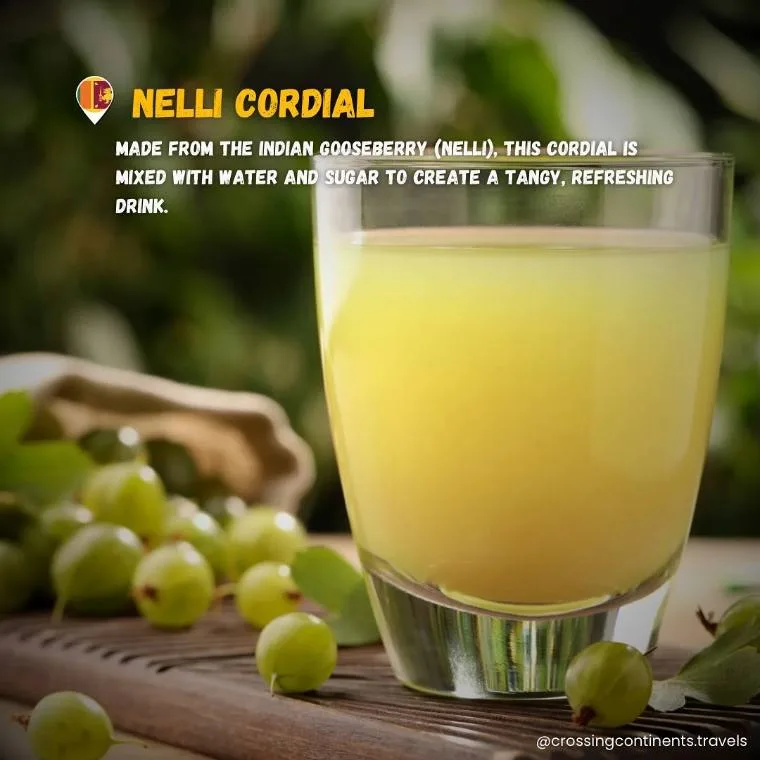 NELLI CORDIAL
MADE FROM THE INDIAN GOOSEBERRY (NELLI), THIS CORDIAL IS
MIXED WITH WATER AND SUGAR TO CREATE A TANGY, REFRESHING
DRINK.
@crossingcontinents.travels